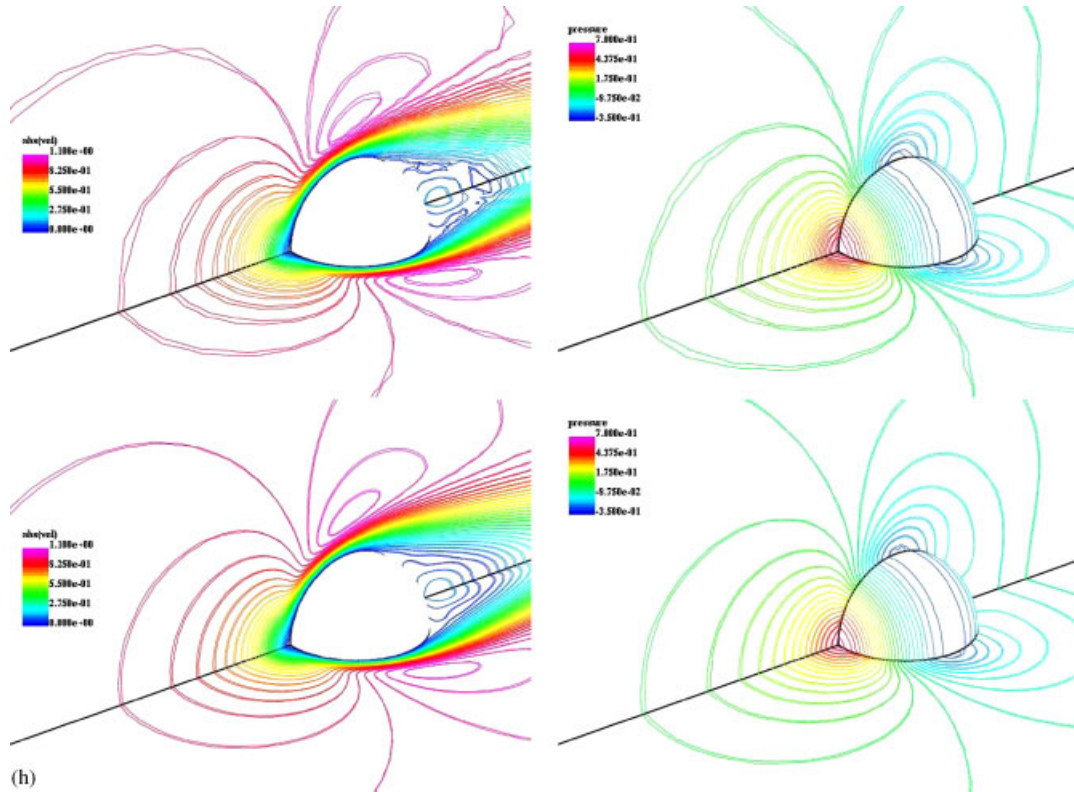 pressure
7.000e-01
4.375e-01
1.750e-01
-8.750e-02
-3.500e-01
abs(vel)
1.100e+00
8.250e-01
5.500e-01
2.750e-01
0.000e+00
pressure
7.000e-01
4.375e-01
1.750e-01
-8.750e-02
-3.500e-01
abs(vel)
1.100e+00
8.250e-01
5.500e-01
2.750e-01
0.000e+00
(h)